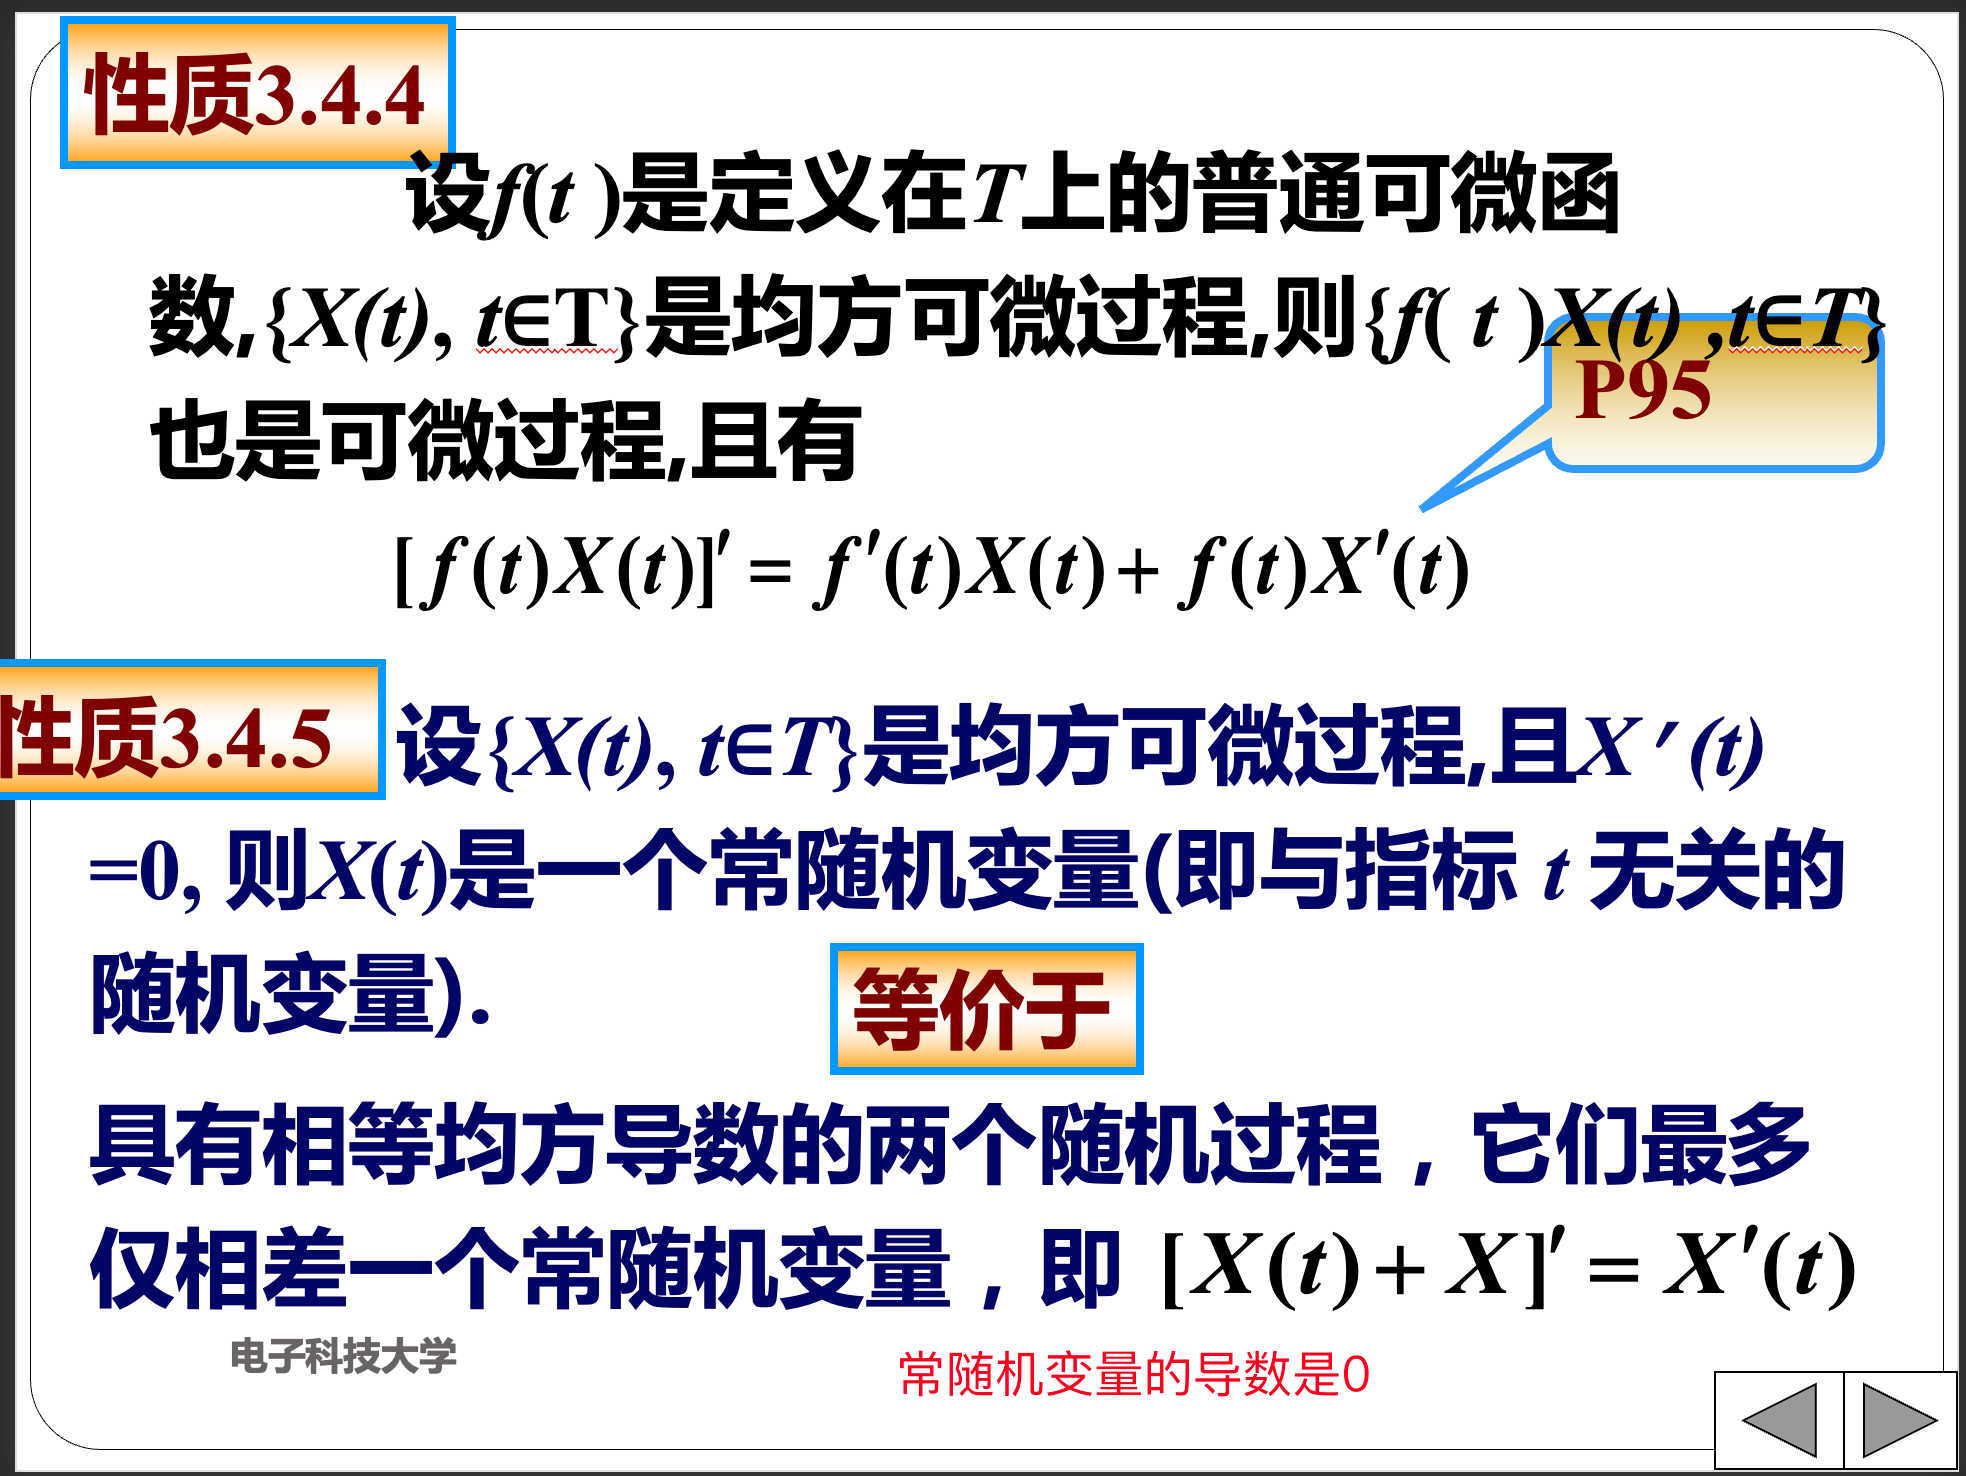 性质3.4.4
设f(t )是定义在T上的普通可微函
数,{X(t), t∈T}是均方可微过程,则{f( t )X(t) ,t∈T}
P95
也是可微过程,且有
[f(t)X(t)]′ = f′(t)X(t)+ f(t)X′(t)
性质3.4.5
设{X(t), t∈T}是均方可微过程,且X′(t)
=0, 则X(t)是一个常随机变量(即与指标 t 无关的
随机变量).
等价于
具有相等均方导数的两个随机过程，它们最多
仅相差一个常随机变量，即 [X(t)+X]′ = X′(t)
电子科技大学
常随机变量的导数是0